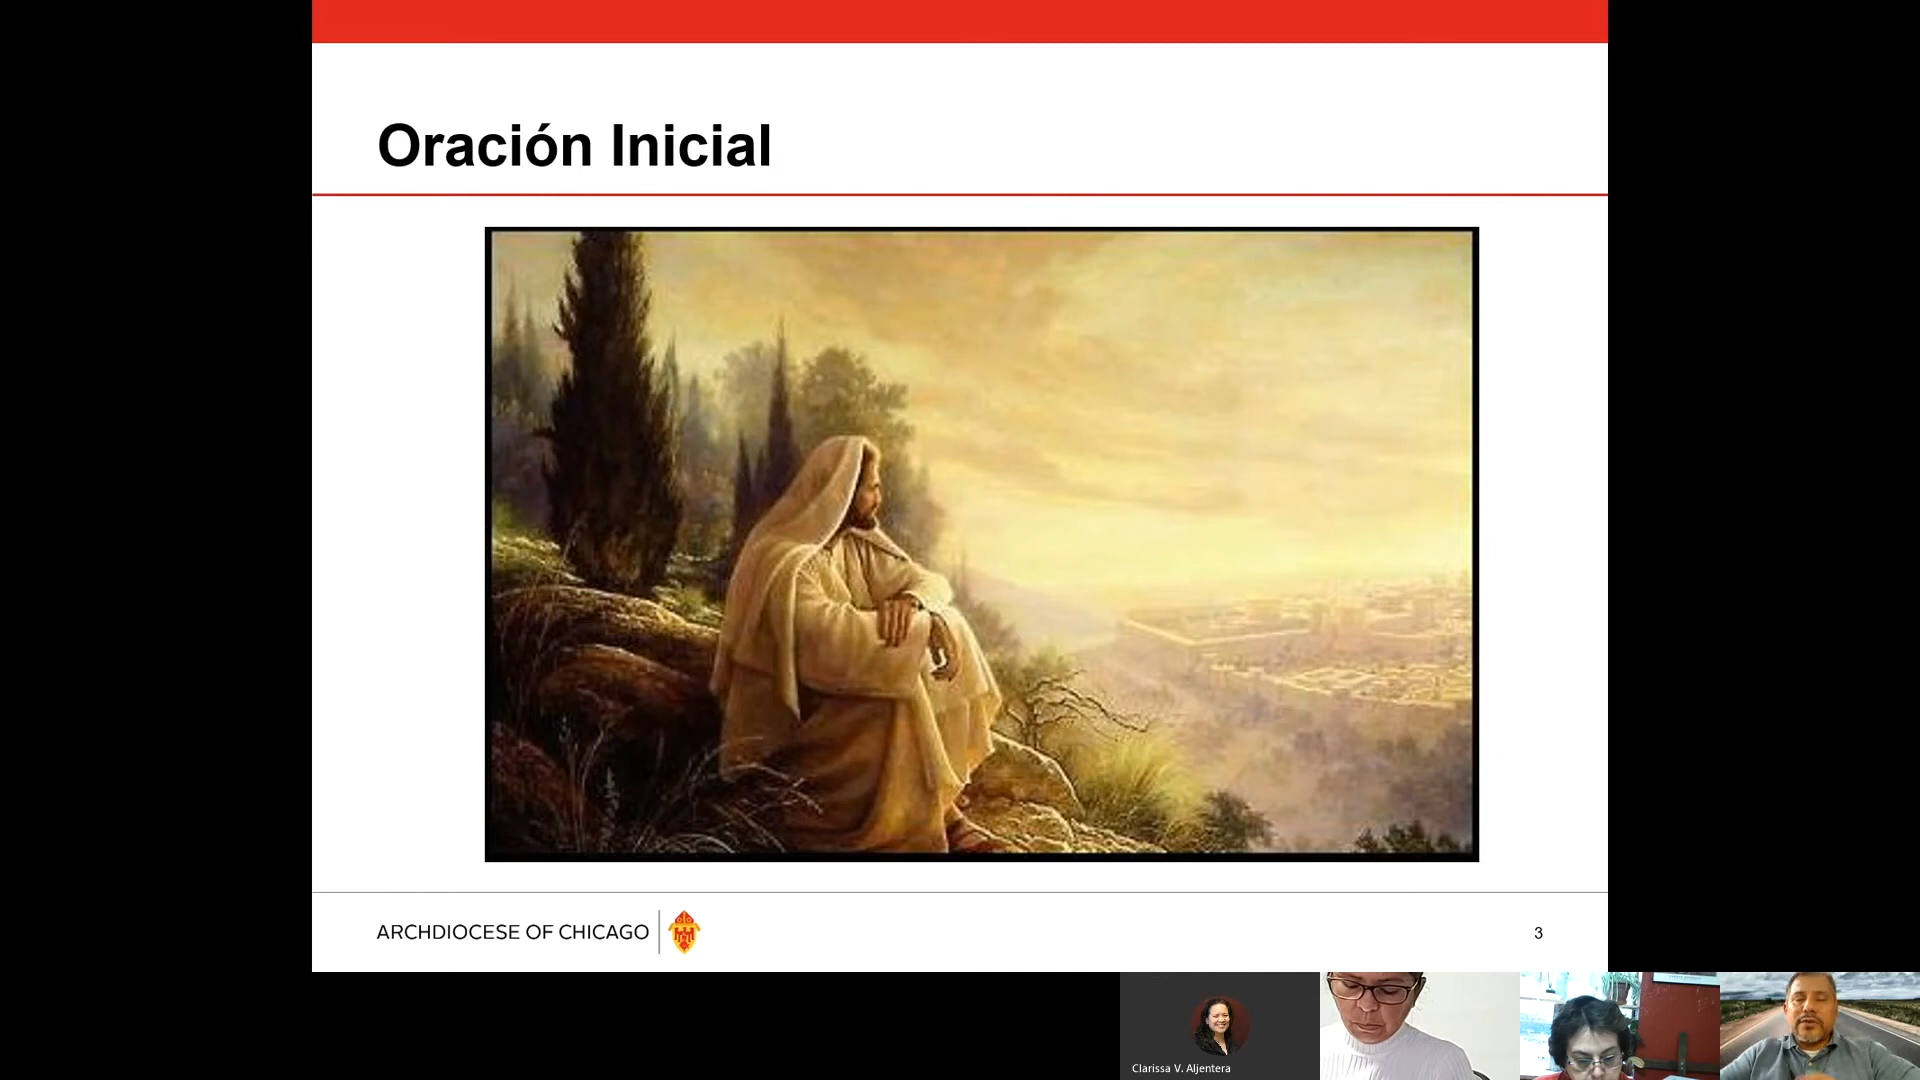 Oración Inicial
ARCHDIOCESE OF CHICAGO
3
Clarissa V. Aljentera